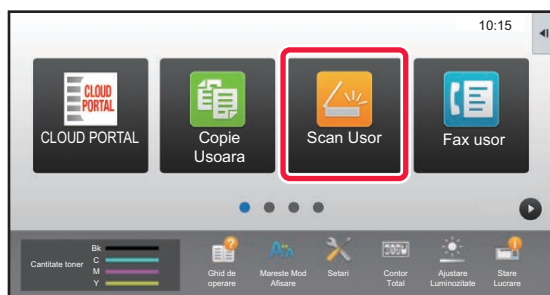 10:15
CLOUD
PORTAL
CLOUD PORTAL
Copie
Usoara
Scan Usor
Fax usor
Cantitate toner
Bk
C
M
Y
Ghid de
operare
Mareste Mod
Afisare
Setari
Contor
Total
Ajustare
Luminozitate
Stare
Lucrare